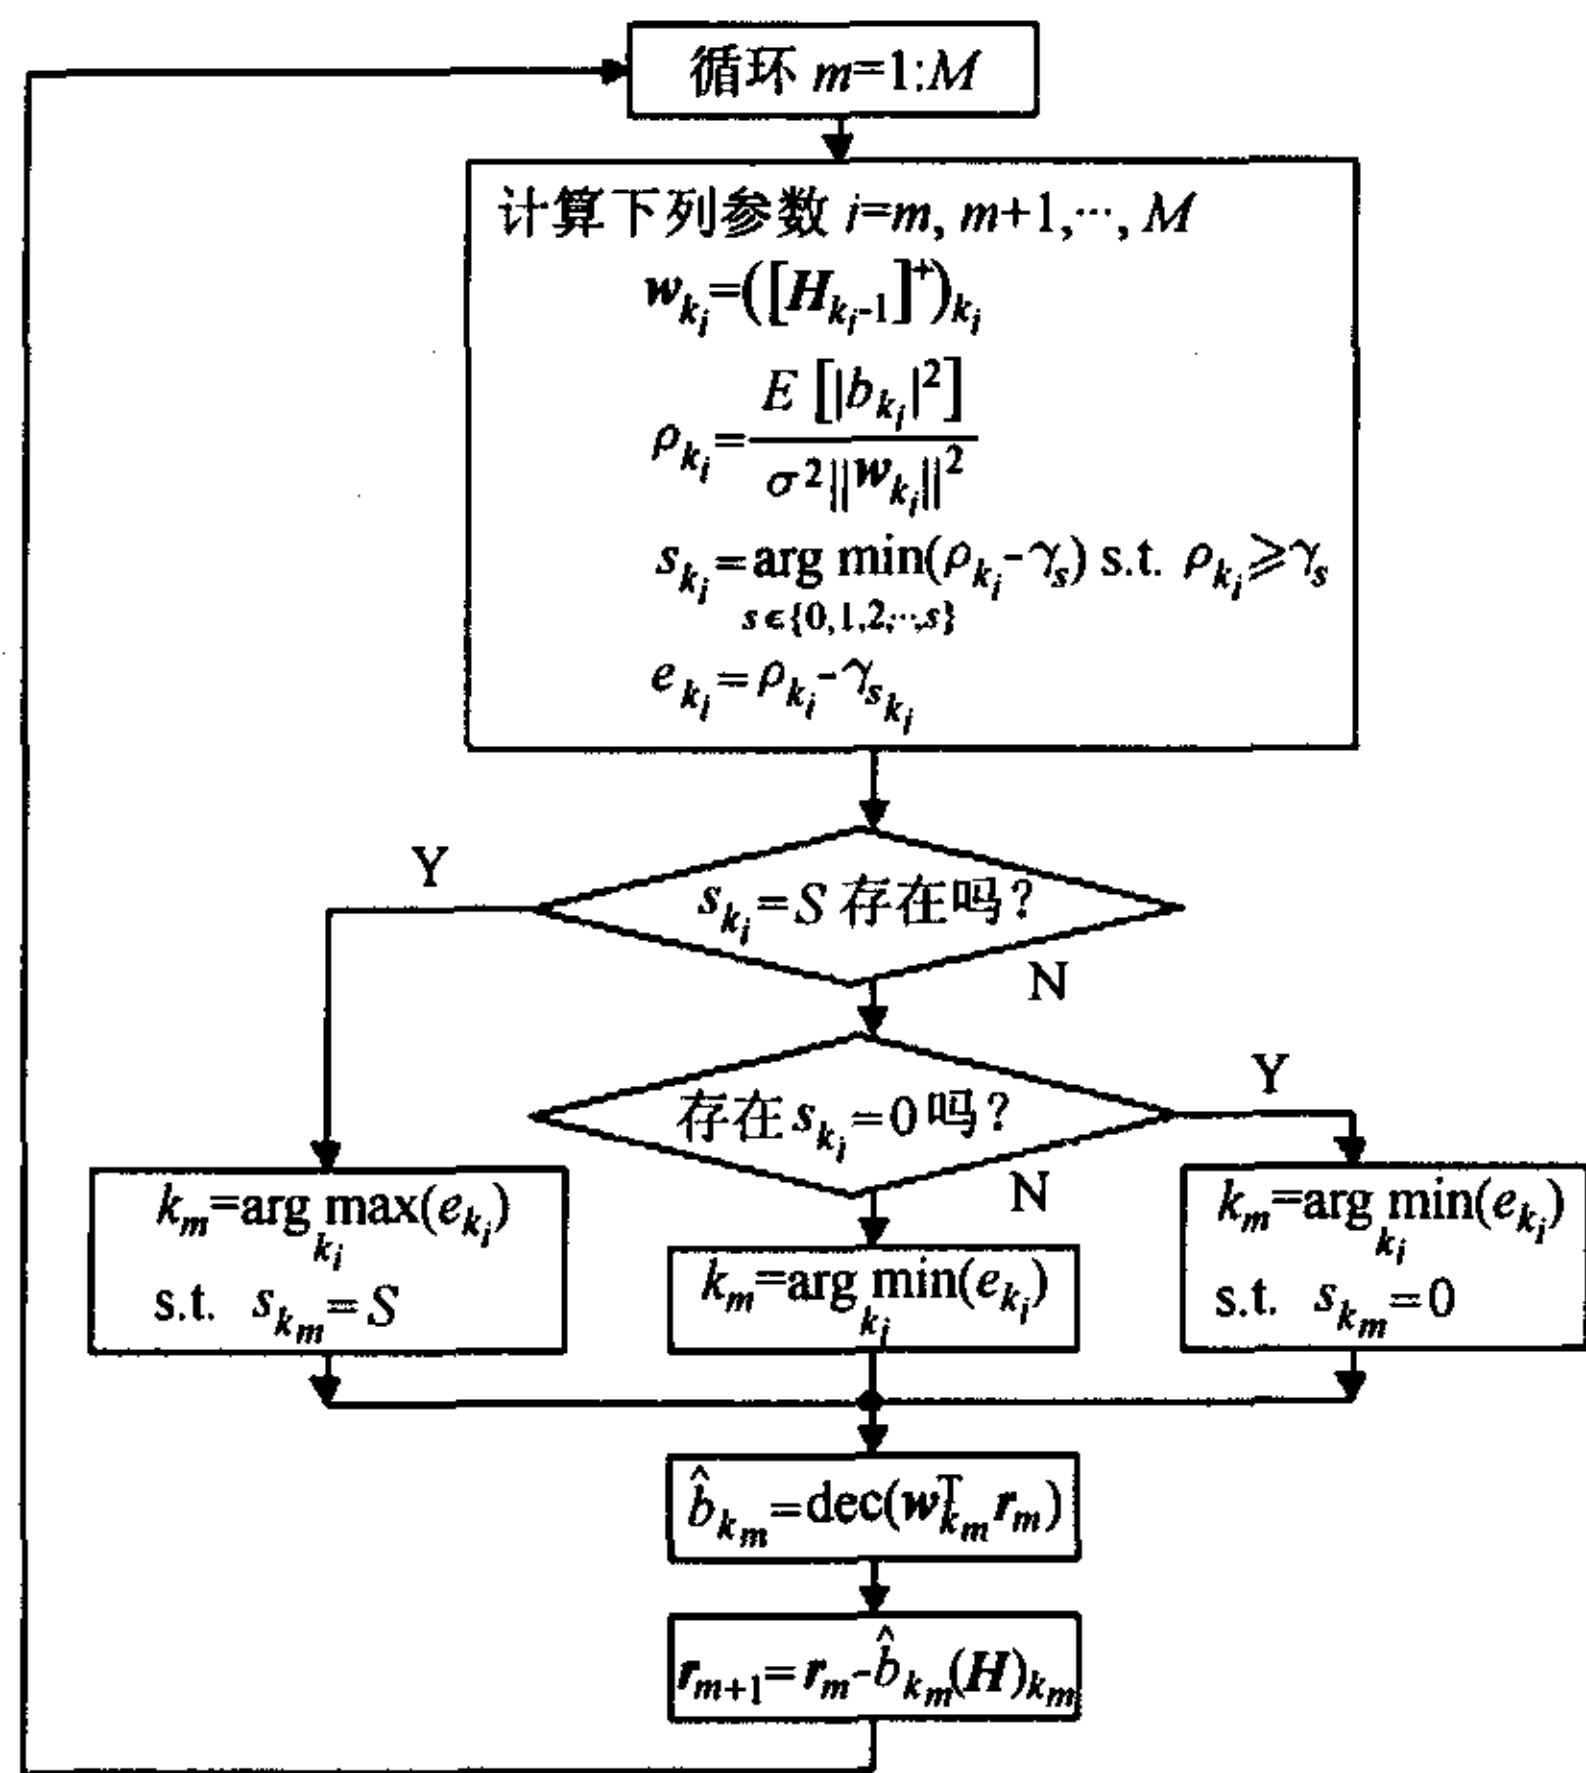 循环 m=1:M
计算下列参数 i=m, m+1,···, M
w_{k_i}=([H_{k_i-1}]^+)_{k_i}
ρ_{k_i}=E[|b_{k_i}|^2]/σ^2||w_{k_i}||^2
s_{k_i}=arg min(ρ_{k_i}-γ_s) s.t. ρ_{k_i}⩾γ_s
s∈{0,1,2,···,s}
e_{k_i}=ρ_{k_i}-γ_{s_{k_i}}
Y
s_{k_i}=S 存在吗?
N
Y
存在 s_{k_i}=0 吗?
N
k_m=arg max(e_{k_i})
k_i
s.t. s_{k_m}=S
k_m=arg min(e_{k_i})
k_i
k_m=arg min(e_{k_i})
k_i
s.t. s_{k_m}=0
b̂_{k_m}=dec(w_{k_m}^T r_m)
r_{m+1}=r_m-b̂_{k_m}(H)_{k_m}